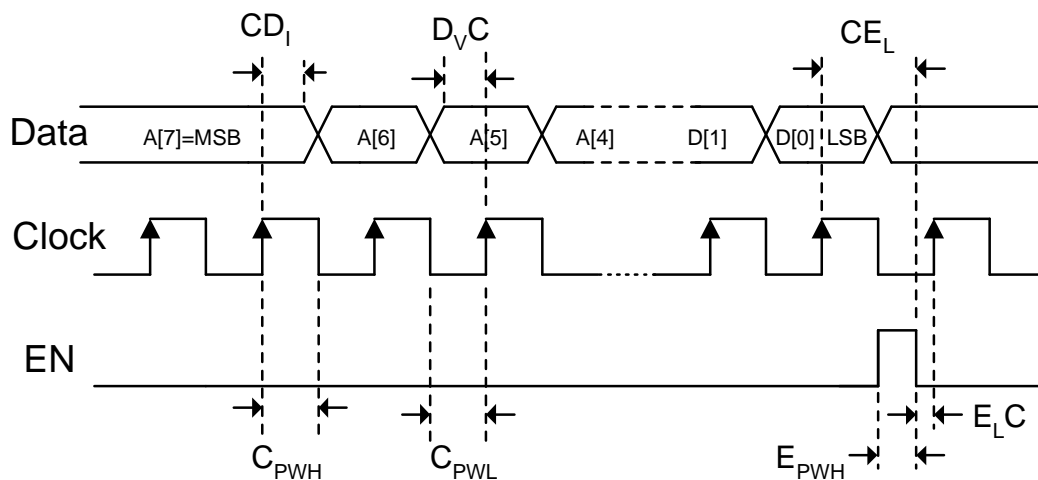 CD_I D_VC CE_L
Data A[7]=MSB A[6] A[5] A[4] D[1] D[0] LSB
Clock
EN
E_LC
C_PWH C_PWL E_PWH